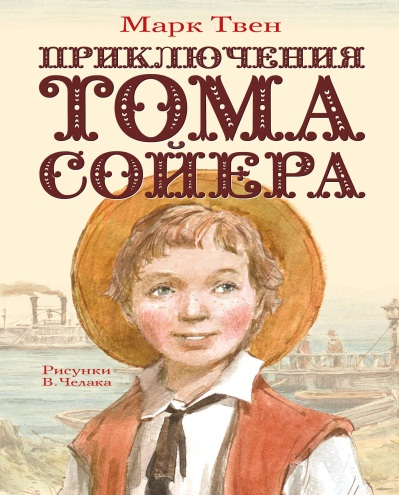 Марк Твен
ПРИКЛЮЧЕНИЯ
ТОМА
СОЙЕРА
Рисунки
В. Челака